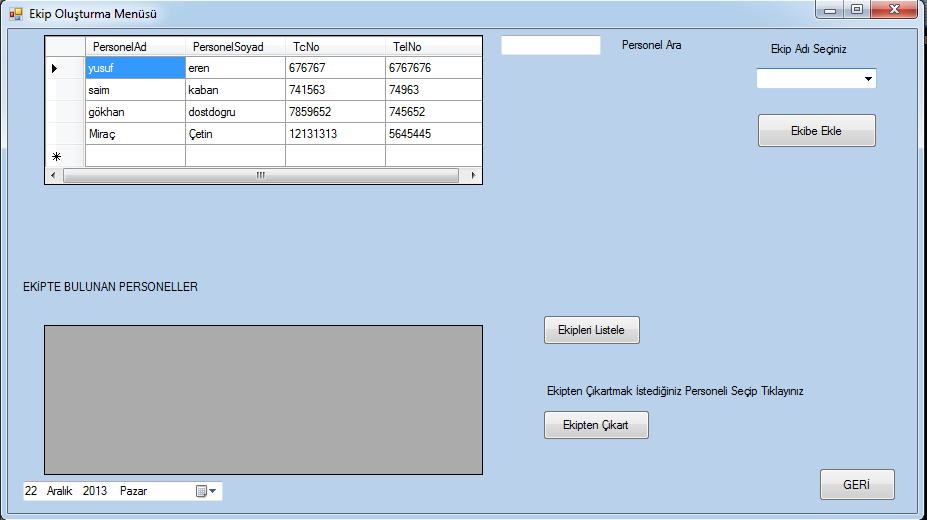 Ekip Oluşturma Menüsü
PersonelAd PersonelSoyad TcNo TelNo
yusuf eren 676767 6767676
saim kaban 741563 74963
gökhan dostdogru 7859652 745652
Miraç Çetin 12131313 5645445
Personel Ara
Ekip Adı Seçiniz
Ekibe Ekle
EKİPTE BULUNAN PERSONELLER
Ekipleri Listele
Ekipten Çıkartmak İstediğiniz Personeli Seçip Tıklayınız
Ekipten Çıkart
22 Aralık 2013 Pazar
GERİ